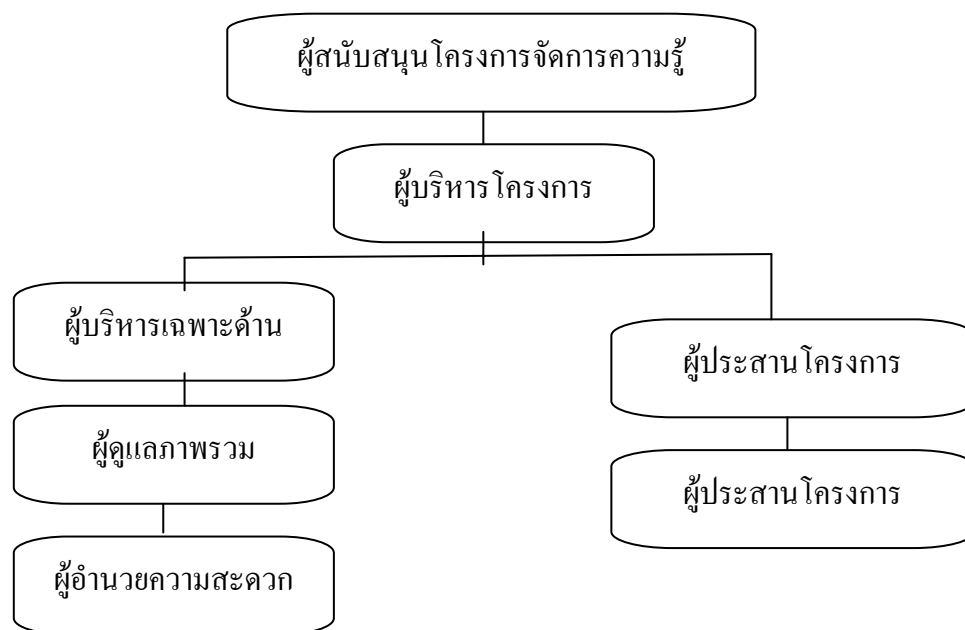 ผู้สนับสนุนโครงการจัดการความรู้
ผู้บริหารโครงการ
ผู้บริหารเฉพาะด้าน
ผู้ประสานโครงการ
ผู้ดูแลภาพรวม
ผู้ประสานโครงการ
ผู้อำนวยความสะดวก